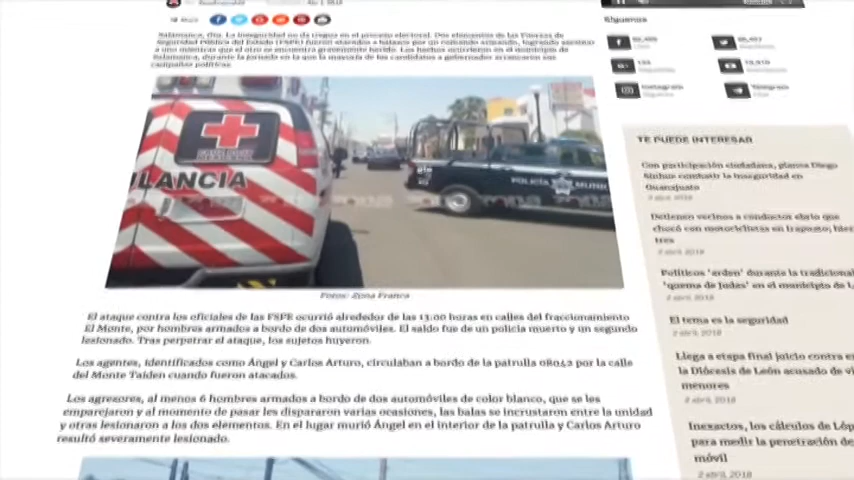 Síguenos
Salamanca, Gto. La inseguridad no da tregua en el proceso electoral. Dos elementos de las Fuerzas de
Seguridad Pública del Estado (FSPE) fueron atacados a balazos por un comando armado, logrando
a uno mientras que el otro se encuentra gravemente herido. Los hechos ocurrieron en el municipio de
Salamanca, durante la jornada en la que la mayoría de los candidatos a gobernador arrancaron sus
campañas políticas.
Instagram
Telegram
AMBULANCIA
POLICÍA
Fotos: Zona Franca
El ataque contra los oficiales de las FSPE ocurrió alrededor de las 13:00 horas en calles del fraccionamiento
El Monte, por hombres armados a bordo de dos automóviles. El saldo fue de un policía muerto y un segundo
lesionado. Tras perpetrar el ataque, los sujetos huyeron.
Los agentes, identificados como Ángel y Carlos Arturo, circulaban a bordo de la patrulla 08042 por la calle
del Monte Taiden cuando fueron atacados.
Los agresores, al menos 6 hombres armados a bordo de dos automóviles de color blanco, que se les
emparejaron y al momento de pasar les dispararon varias ocasiones, las balas se incrustaron entre la unidad
y otras lesionaron a los dos elementos. En el lugar murió Ángel en el interior de la patrulla y Carlos Arturo
resultó severamente lesionado.
TE PUEDE INTERESAR
Con participación ciudadana, planea Diego
Sinhue combatir la inseguridad en
Guanajuato
2 abril, 2018
Detienen vecinos a conductor ebrio que
chocó con motociclistas en Irapuato; hiere
tres
2 abril, 2018
Políticos 'arden' durante la tradicional
'quema de Judas' en el municipio de L
2 abril, 2018
El tema es la seguridad
2 abril, 2018
Llega a etapa final juicio contra
la Diócesis de León acusado de
menores
2 abril, 2018
Inexactos, los cálculos de Lóp
para medir la penetración de
móvil
2 abril, 2018